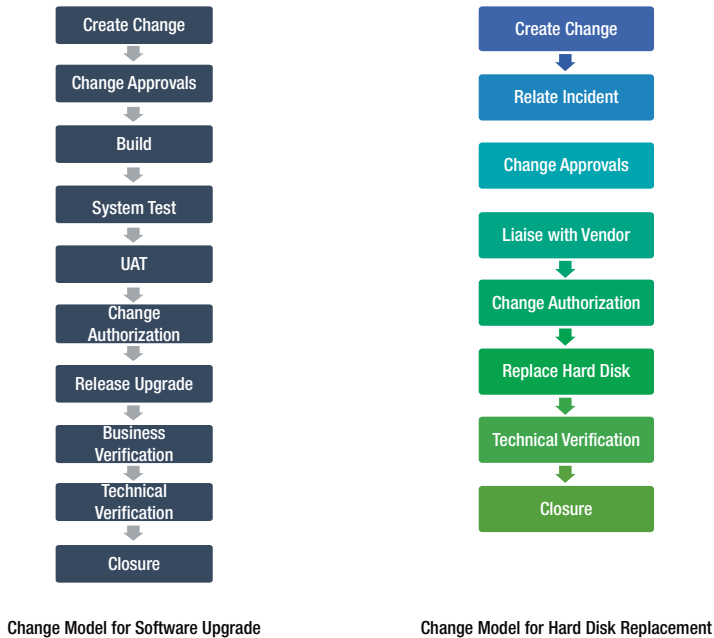 Create Change
Change Approvals
Build
System Test
UAT
Change
Authorization
Release Upgrade
Business
Verification
Technical
Verification
Closure
Change Model for Software Upgrade
Create Change
Relate Incident
Change Approvals
Liaise with Vendor
Change Authorization
Replace Hard Disk
Technical Verification
Closure
Change Model for Hard Disk Replacement